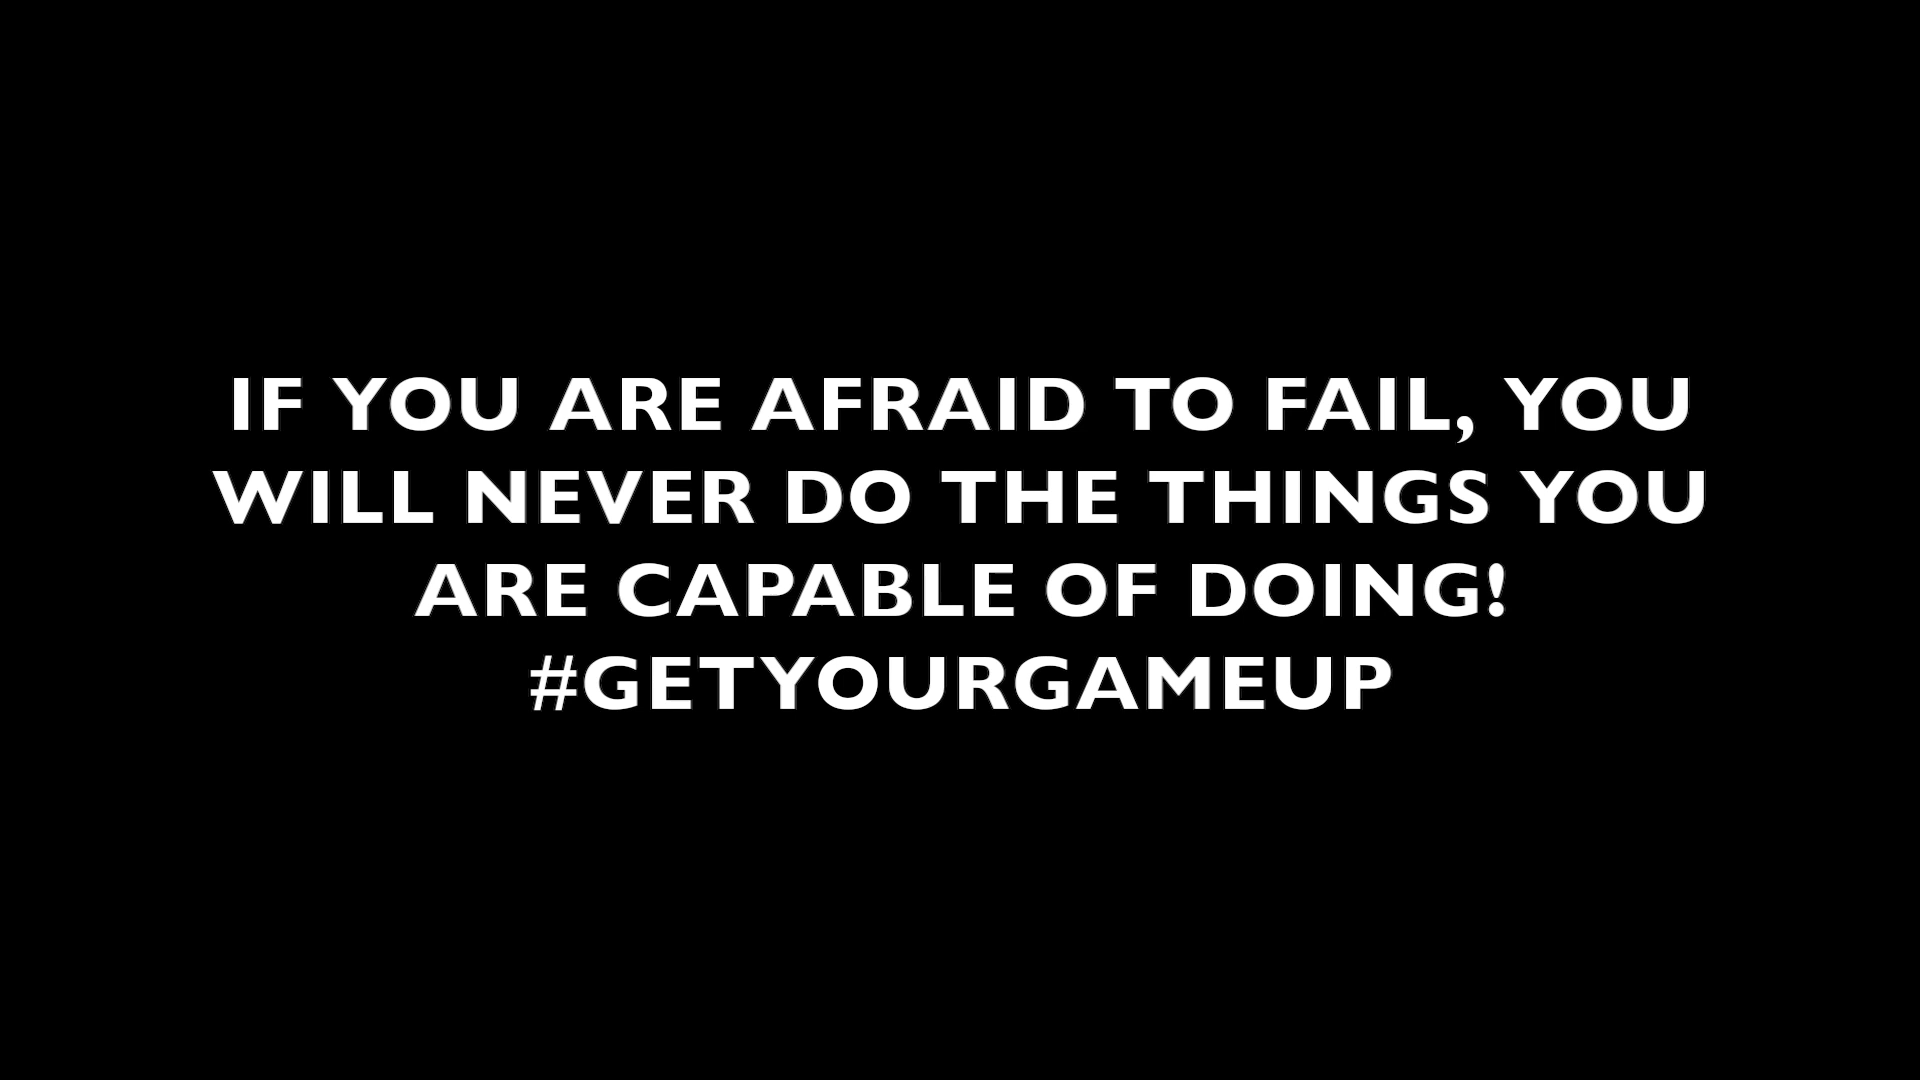 IF YOU ARE AFRAID TO FAIL, YOU
WILL NEVER DO THE THINGS YOU
ARE CAPABLE OF DOING!
#GETYOURGAMEUP